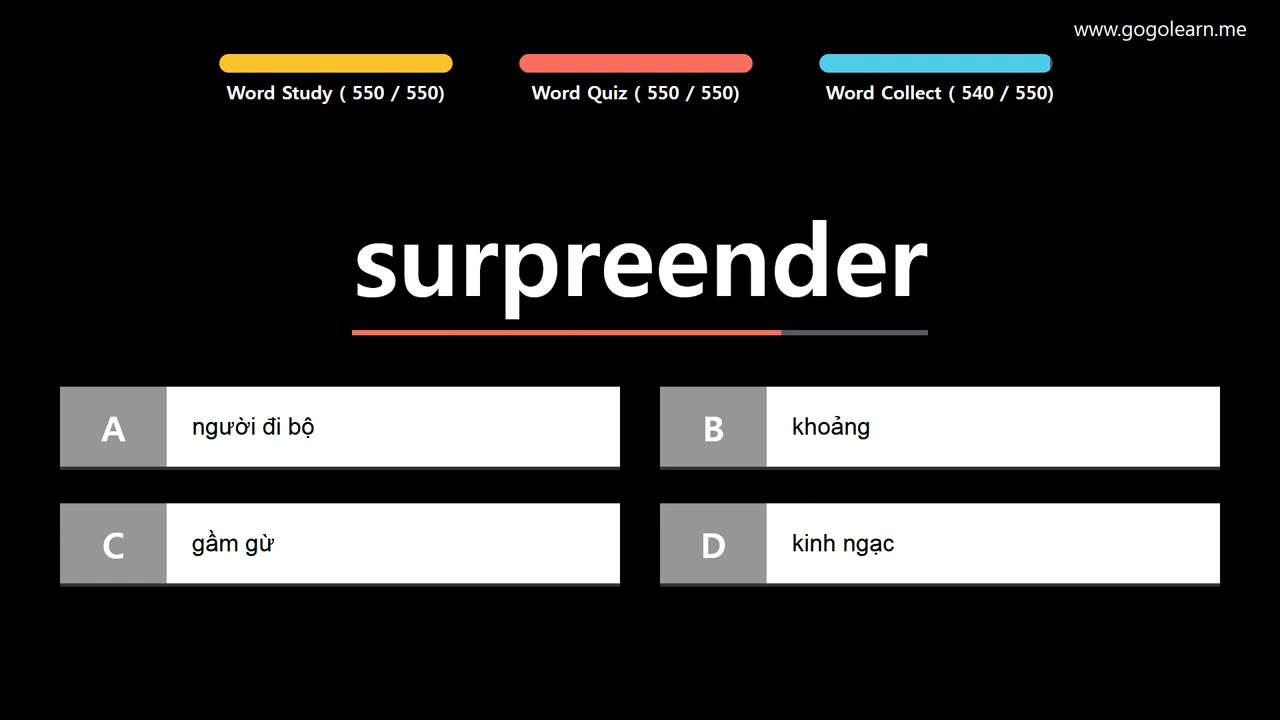 www.gogolearn.me
Word Study ( 550 / 550)
Word Quiz ( 550 / 550)
Word Collect ( 540 / 550)
surpreender
A
người đi bộ
B
khoảng
C
gầm gừ
D
kinh ngạc